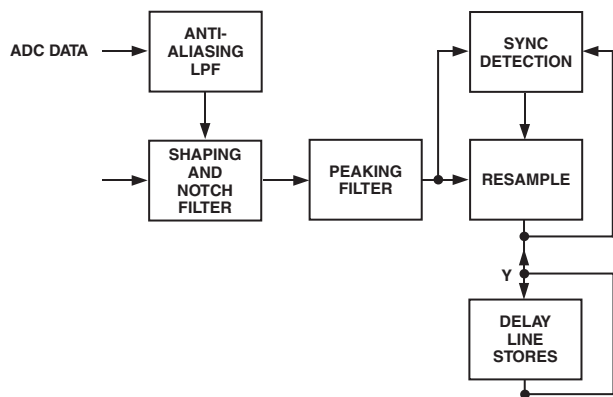 ADC DATA
ANTI-
ALIASING
LPF
SYNC
DETECTION
SHAPING
AND
NOTCH
FILTER
PEAKING
FILTER
RESAMPLE
Y
DELAY
LINE
STORES